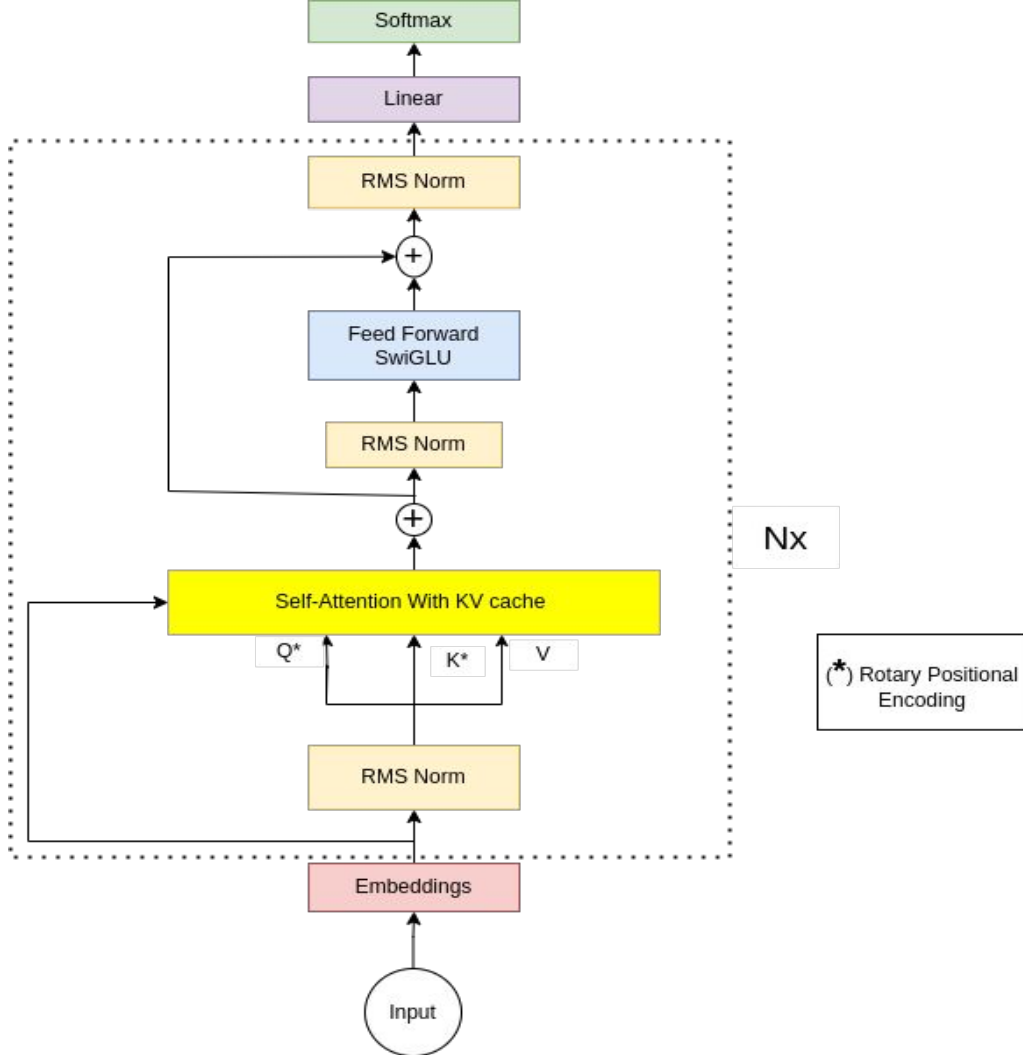 Softmax
Linear
RMS Norm
+
Feed Forward
SwiGLU
RMS Norm
+
Nx
Self-Attention With KV cache
Q*
K*
V
(*) Rotary Positional
Encoding
RMS Norm
Embeddings
Input